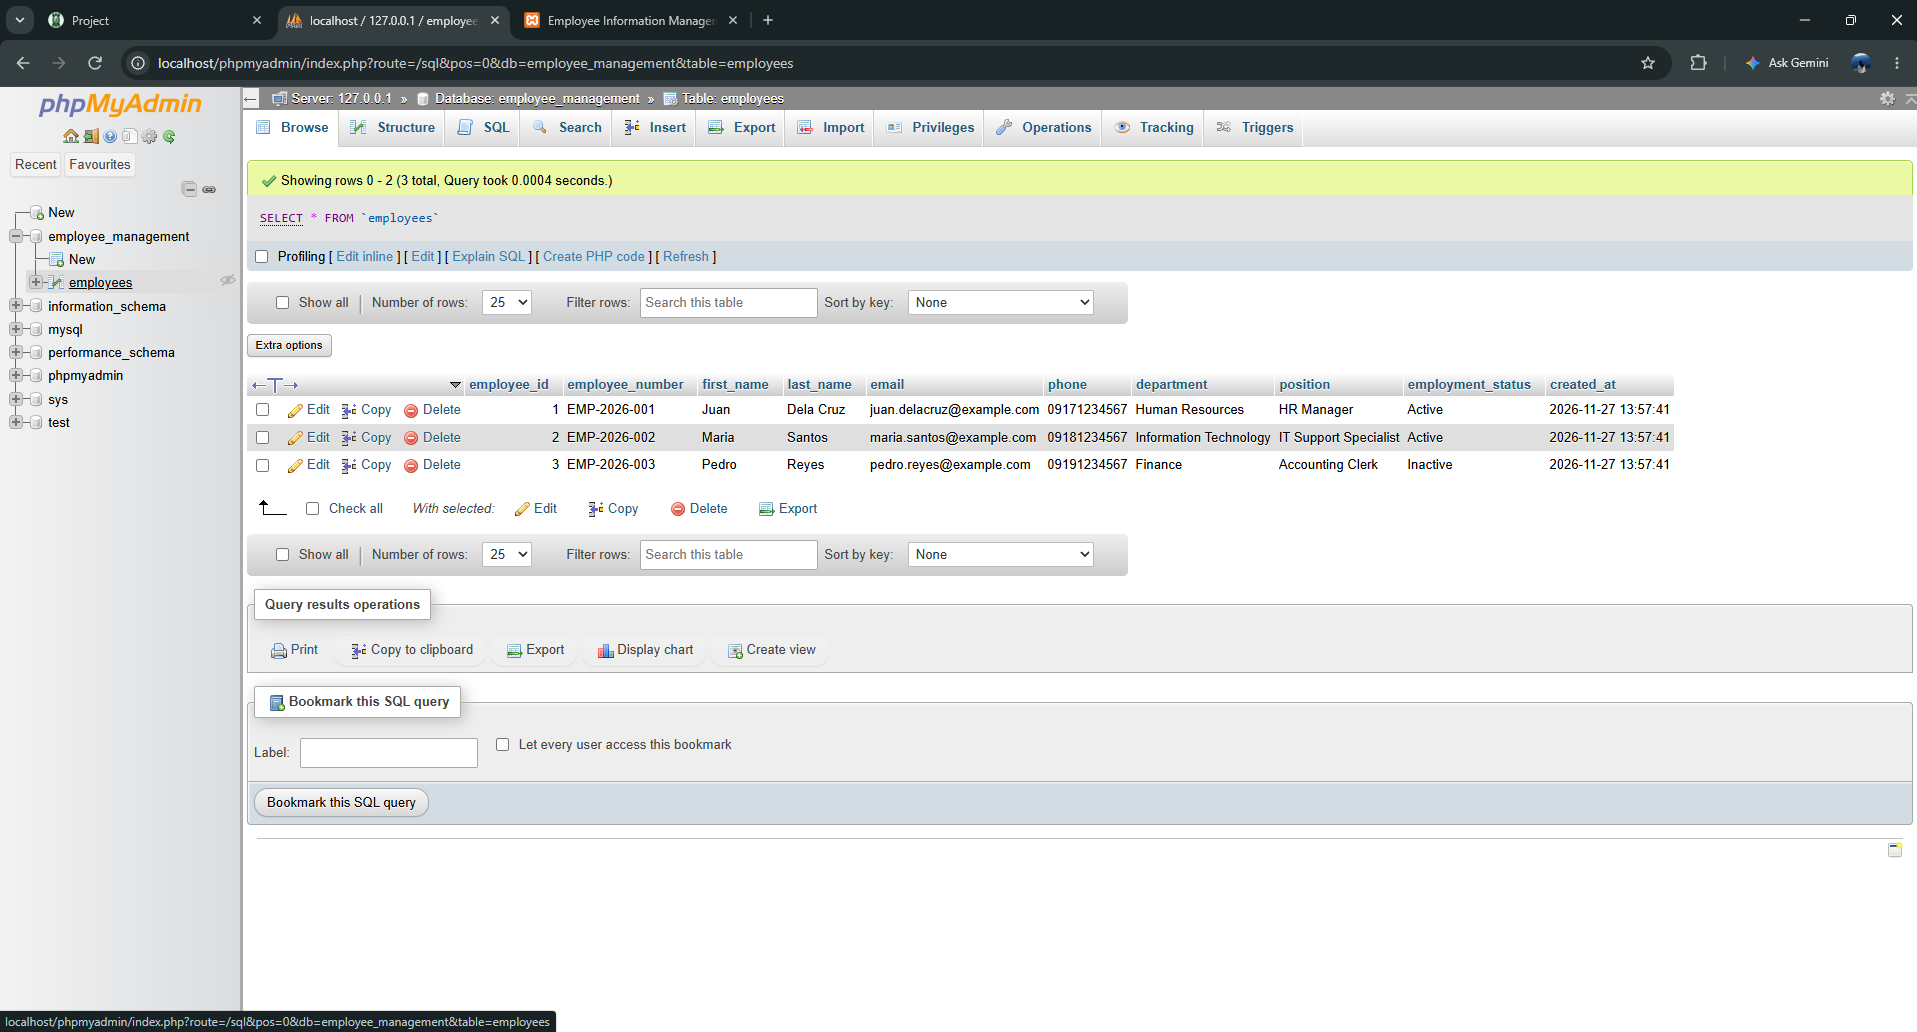 Project
localhost / 127.0.0.1 / employee
Employee Information Manager
localhost/phpmyadmin/index.php?route=/sql&pos=0&db=employee_management&table=employees
Ask Gemini
phpMyAdmin
Recent Favourites
New
employee_management
New
employees
information_schema
mysql
performance_schema
phpmyadmin
sys
test
Server: 127.0.0.1 » Database: employee_management » Table: employees
Browse Structure SQL Search Insert Export Import Privileges Operations Tracking Triggers
Showing rows 0 - 2 (3 total, Query took 0.0004 seconds.)
SELECT * FROM `employees`
Profiling [ Edit inline ] [ Edit ] [ Explain SQL ] [ Create PHP code ] [ Refresh ]
Show all Number of rows: 25 Filter rows: Search this table Sort by key: None
Extra options
←T→ employee_id employee_number first_name last_name email phone department position employment_status created_at
Edit Copy Delete 1 EMP-2026-001 Juan Dela Cruz juan.delacruz@example.com 09171234567 Human Resources HR Manager Active 2026-11-27 13:57:41
Edit Copy Delete 2 EMP-2026-002 Maria Santos maria.santos@example.com 09181234567 Information Technology IT Support Specialist Active 2026-11-27 13:57:41
Edit Copy Delete 3 EMP-2026-003 Pedro Reyes pedro.reyes@example.com 09191234567 Finance Accounting Clerk Inactive 2026-11-27 13:57:41
Check all With selected: Edit Copy Delete Export
Show all Number of rows: 25 Filter rows: Search this table Sort by key: None
Query results operations
Print Copy to clipboard Export Display chart Create view
Bookmark this SQL query
Label: Let every user access this bookmark
Bookmark this SQL query
localhost/phpmyadmin/index.php?route=/sql&pos=0&db=employee_management&table=employees